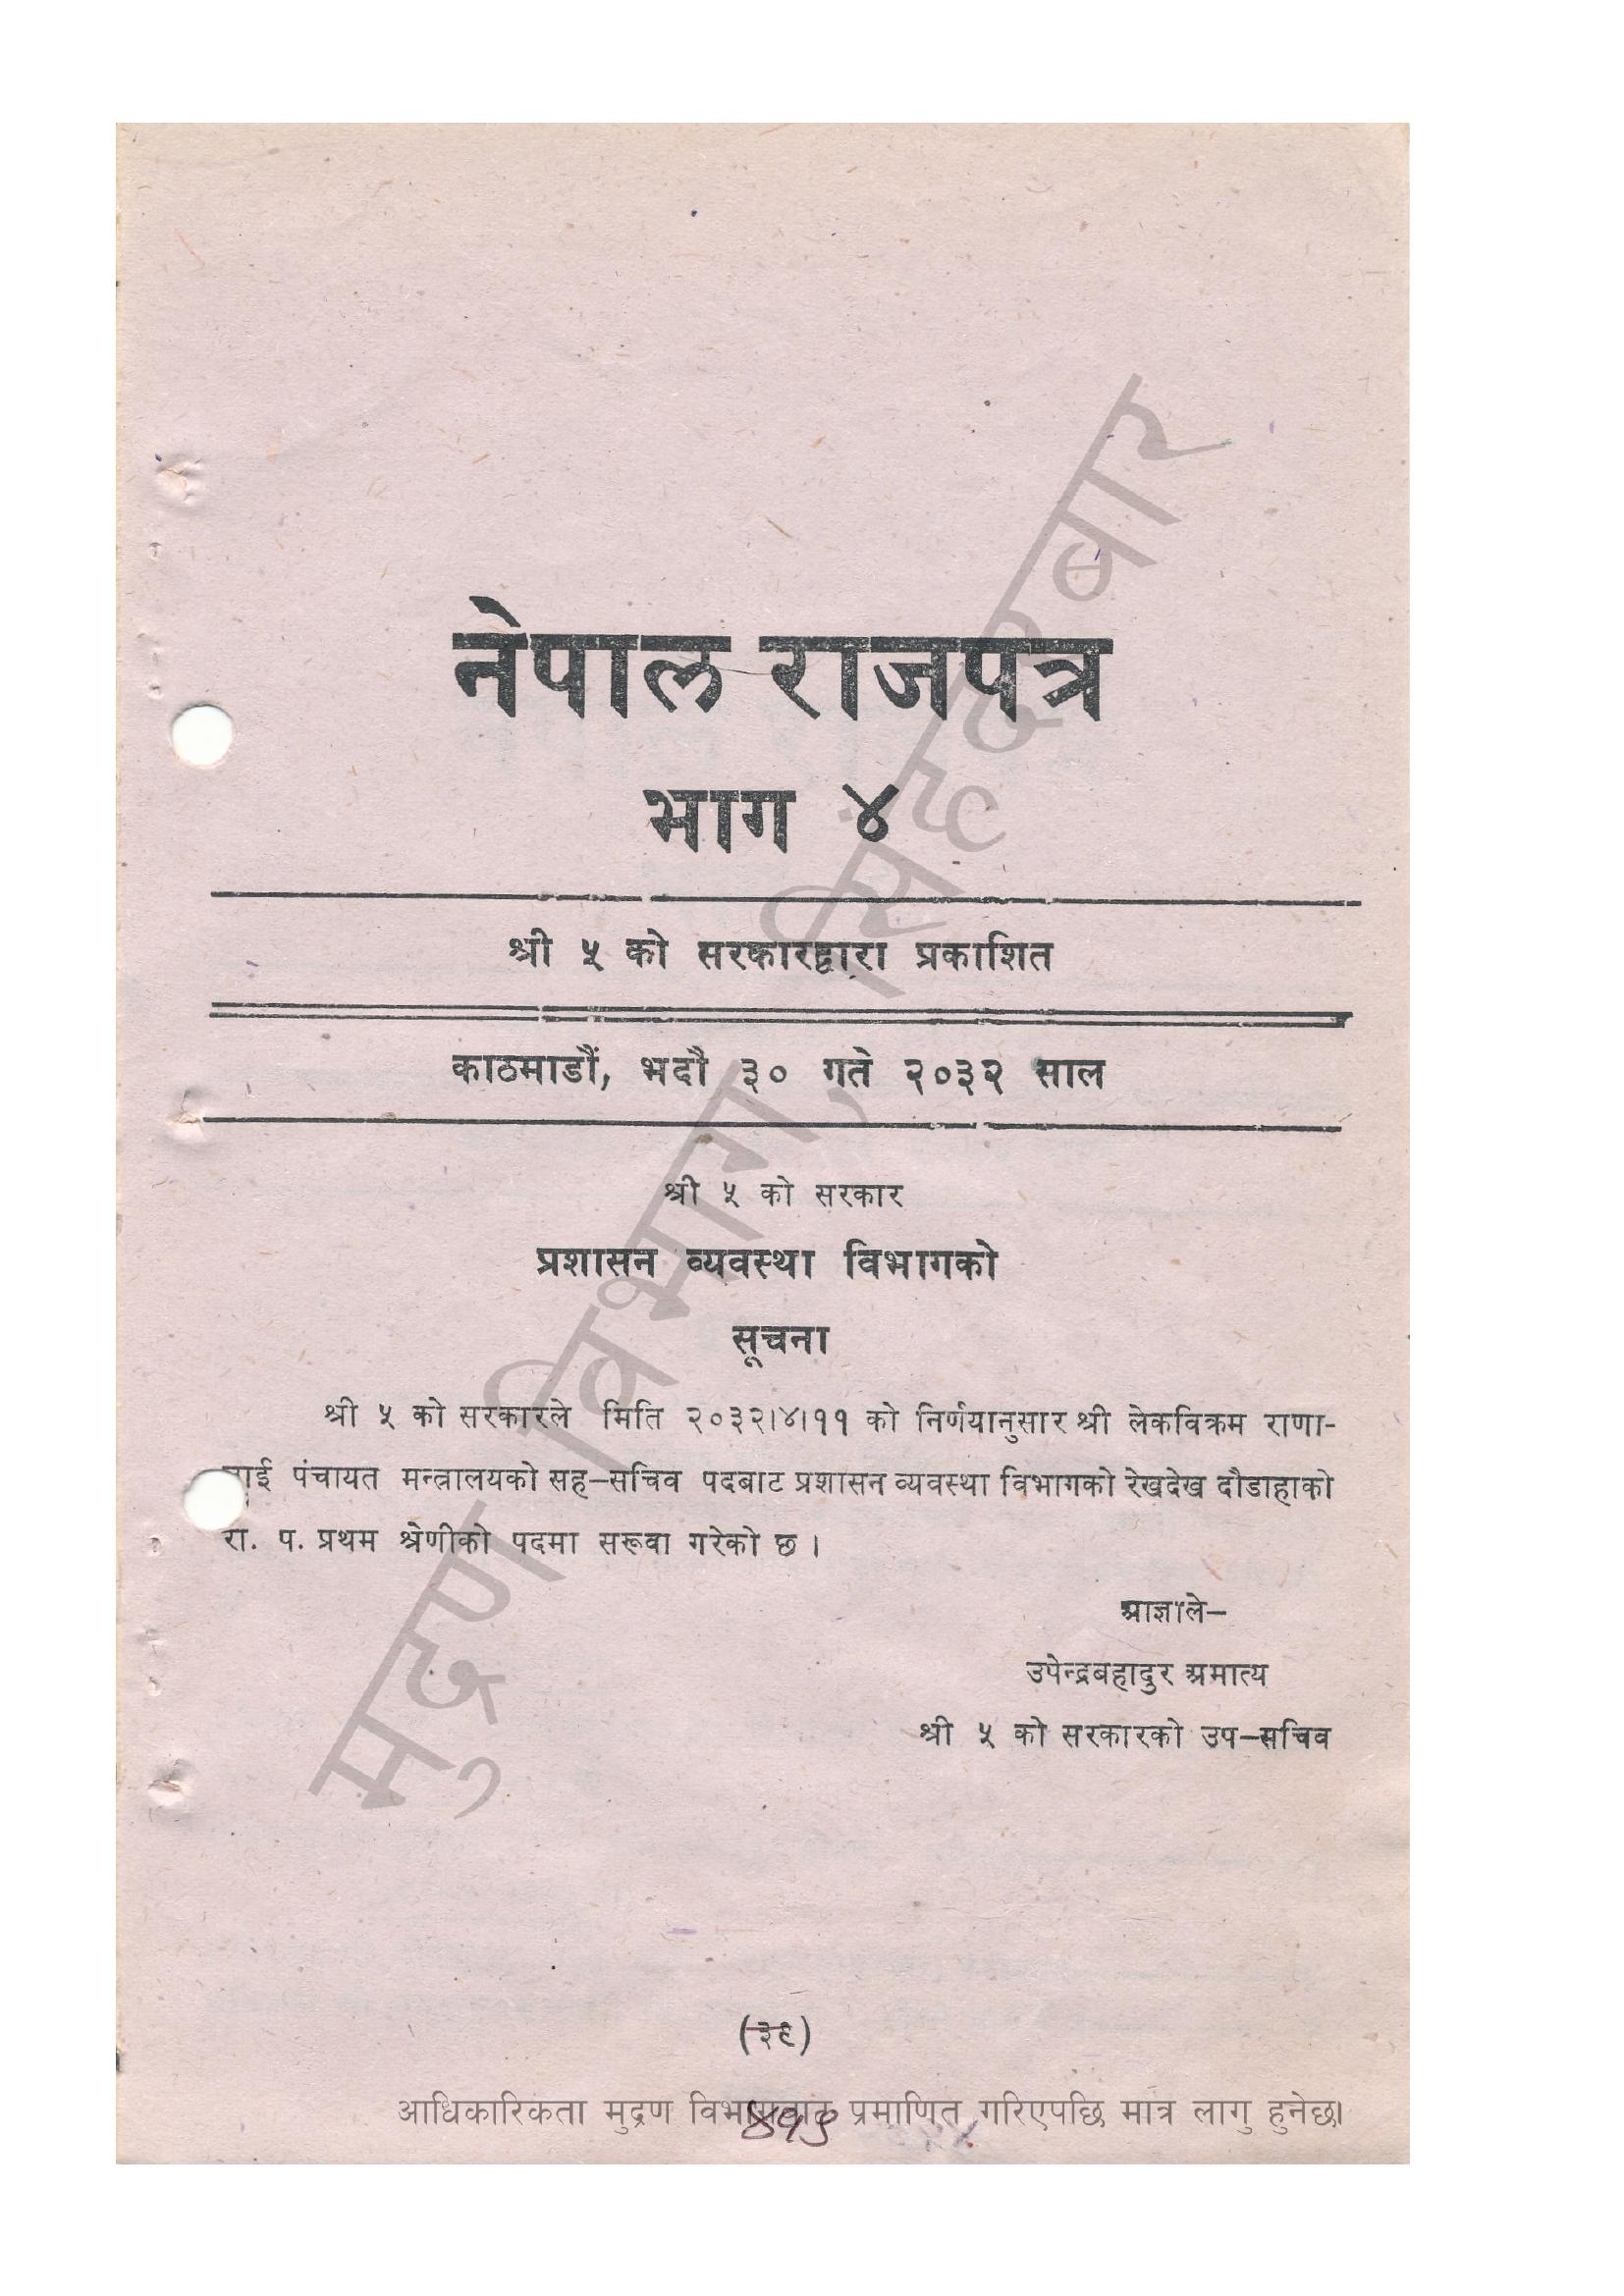 नेपाल राजपत्र
भाग ४
श्री ५ को सरकारद्वारा प्रकाशित
काठमाडौं, भदौ ३० गते २०३२ साल
श्री ५ को सरकार
प्रशासन व्यवस्था विभागको
सूचना
श्री ५ को सरकारले मिति २०३२।४।११ को निर्णयानुसार श्री लेकविक्रम राणा-
लाई पंचायत मन्त्रालयको सह–सचिव पदबाट प्रशासन व्यवस्था विभागको रेखदेख दौडाहाको
रा. प. प्रथम श्रेणीको पदमा सरूवा गरेको छ ।
आज्ञाले–
उपेन्द्रबहादुर अमात्य
श्री ५ को सरकारको उप–सचिव
मुद्रण विभाग, सिंहदरबार
(३९)
आधिकारिकता मुद्रण विभागबाट प्रमाणित गरिएपछि मात्र लागु हुनेछ।